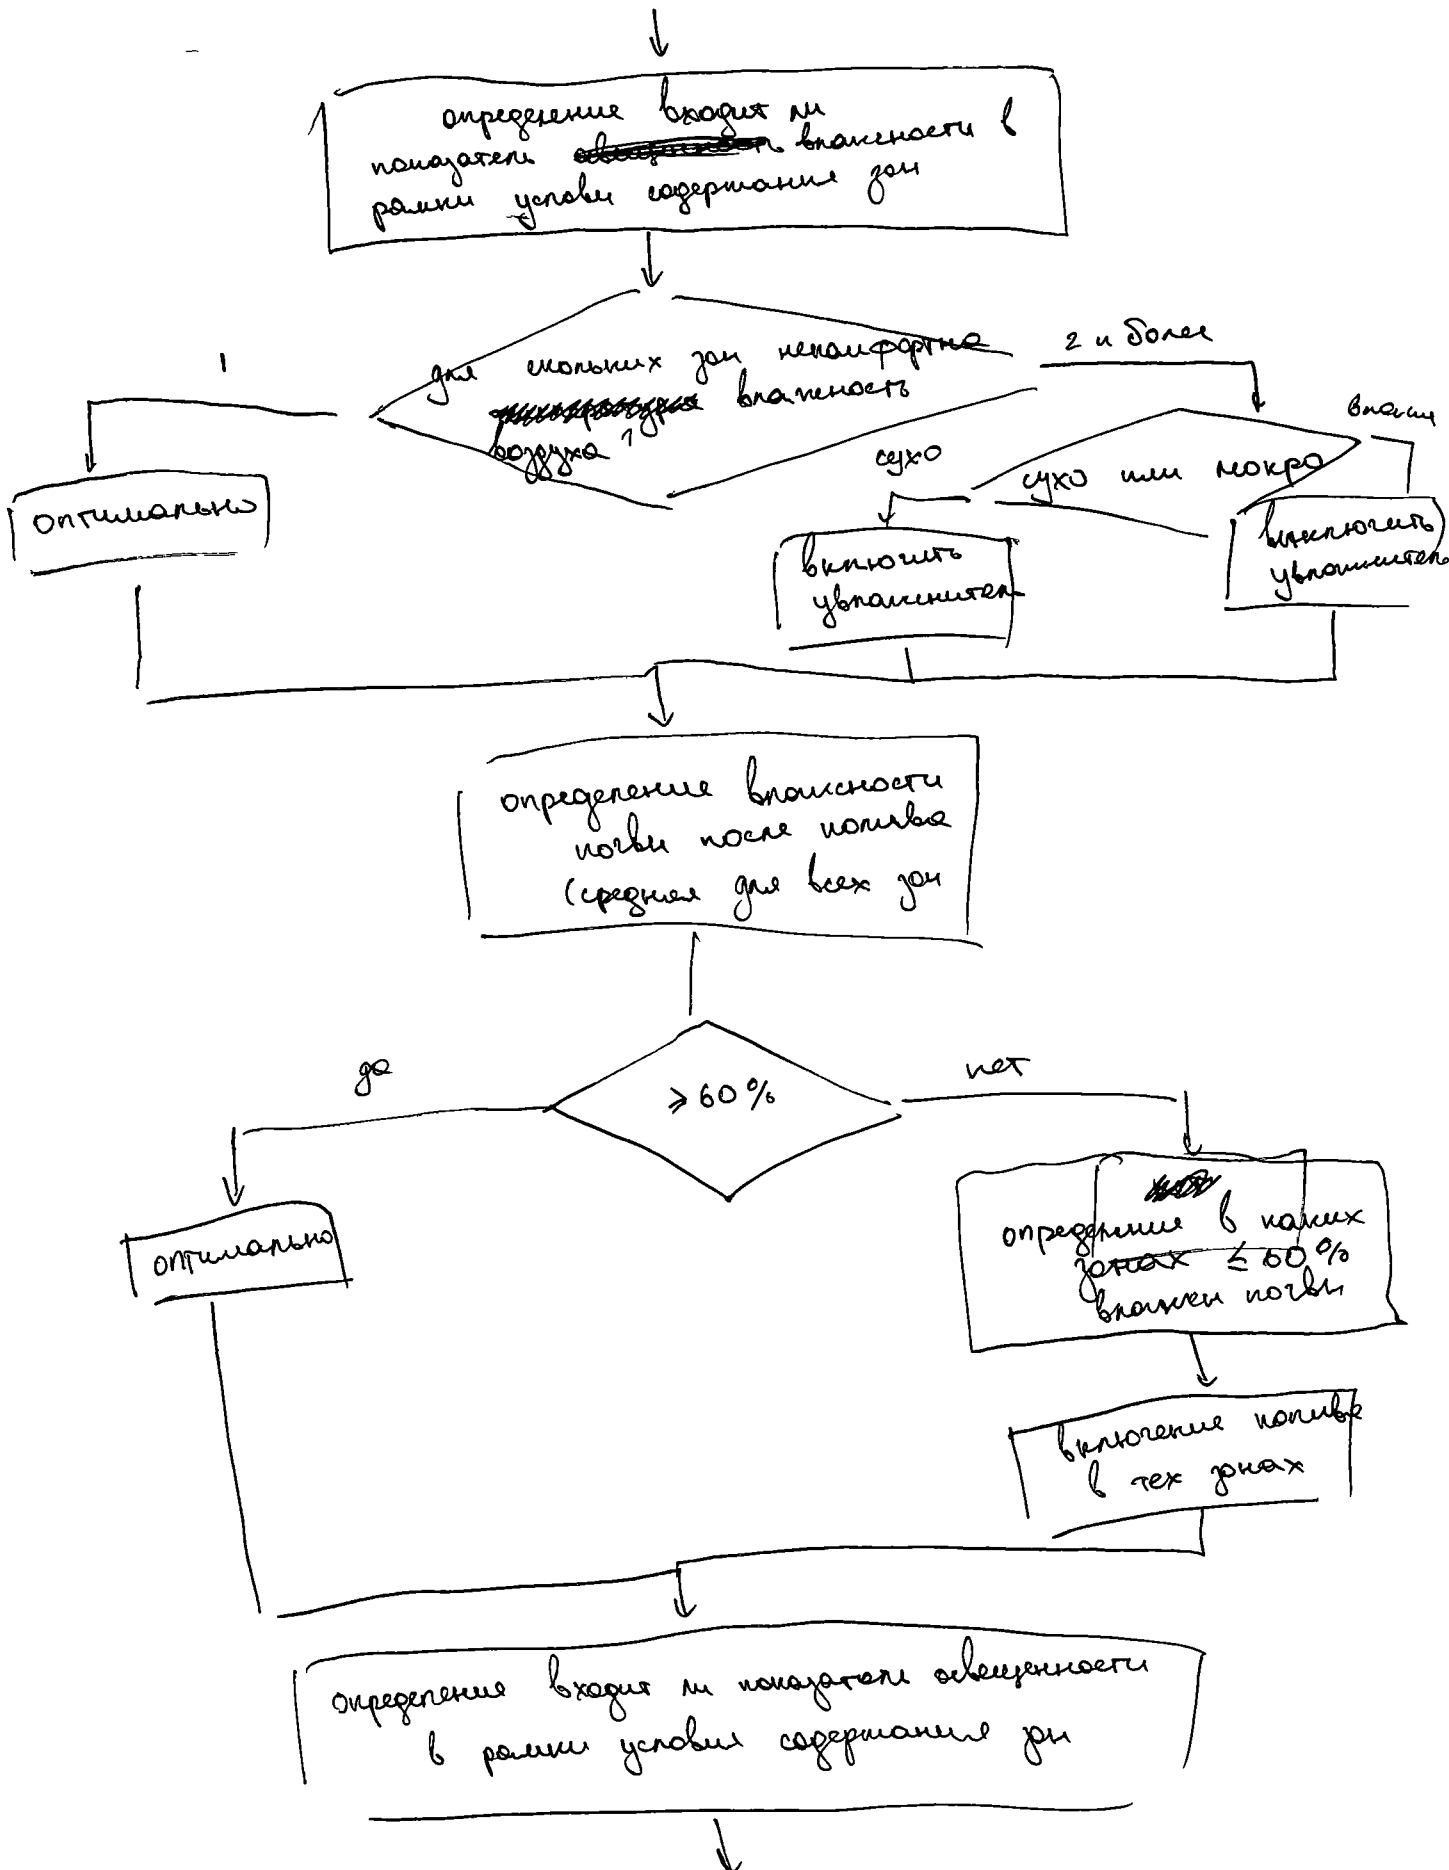 определение входит ли
показатель влажности в
рамки услови содержания зон
1
2 и более
для скольких зон некомфортна
влажность
воздуха?
сухо
влажн
сухо или мокро
оптимально
включить
увлажнитель
выключить
увлажнитель
определение влажности
почвы после полива
(средняя для всех зон
да
нет
≥ 60 %
оптимально
определение в каких
зонах ≤ 60 %
влажн почвы
включение полива
в тех зонах
определение входит ли показатель освещенности
в рамки условия содержания зон